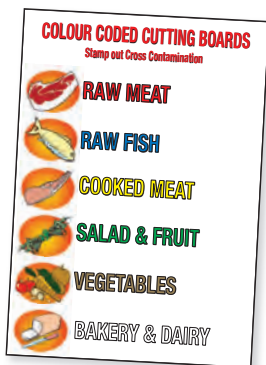 COLOUR CODED CUTTING BOARDS
Stamp out Cross Contamination
RAW MEAT
RAW FISH
COOKED MEAT
SALAD & FRUIT
VEGETABLES
BAKERY & DAIRY